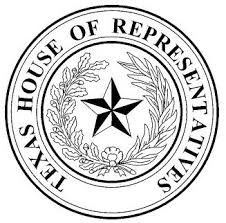 TEXAS HOUSE OF REPRESENTATIVES